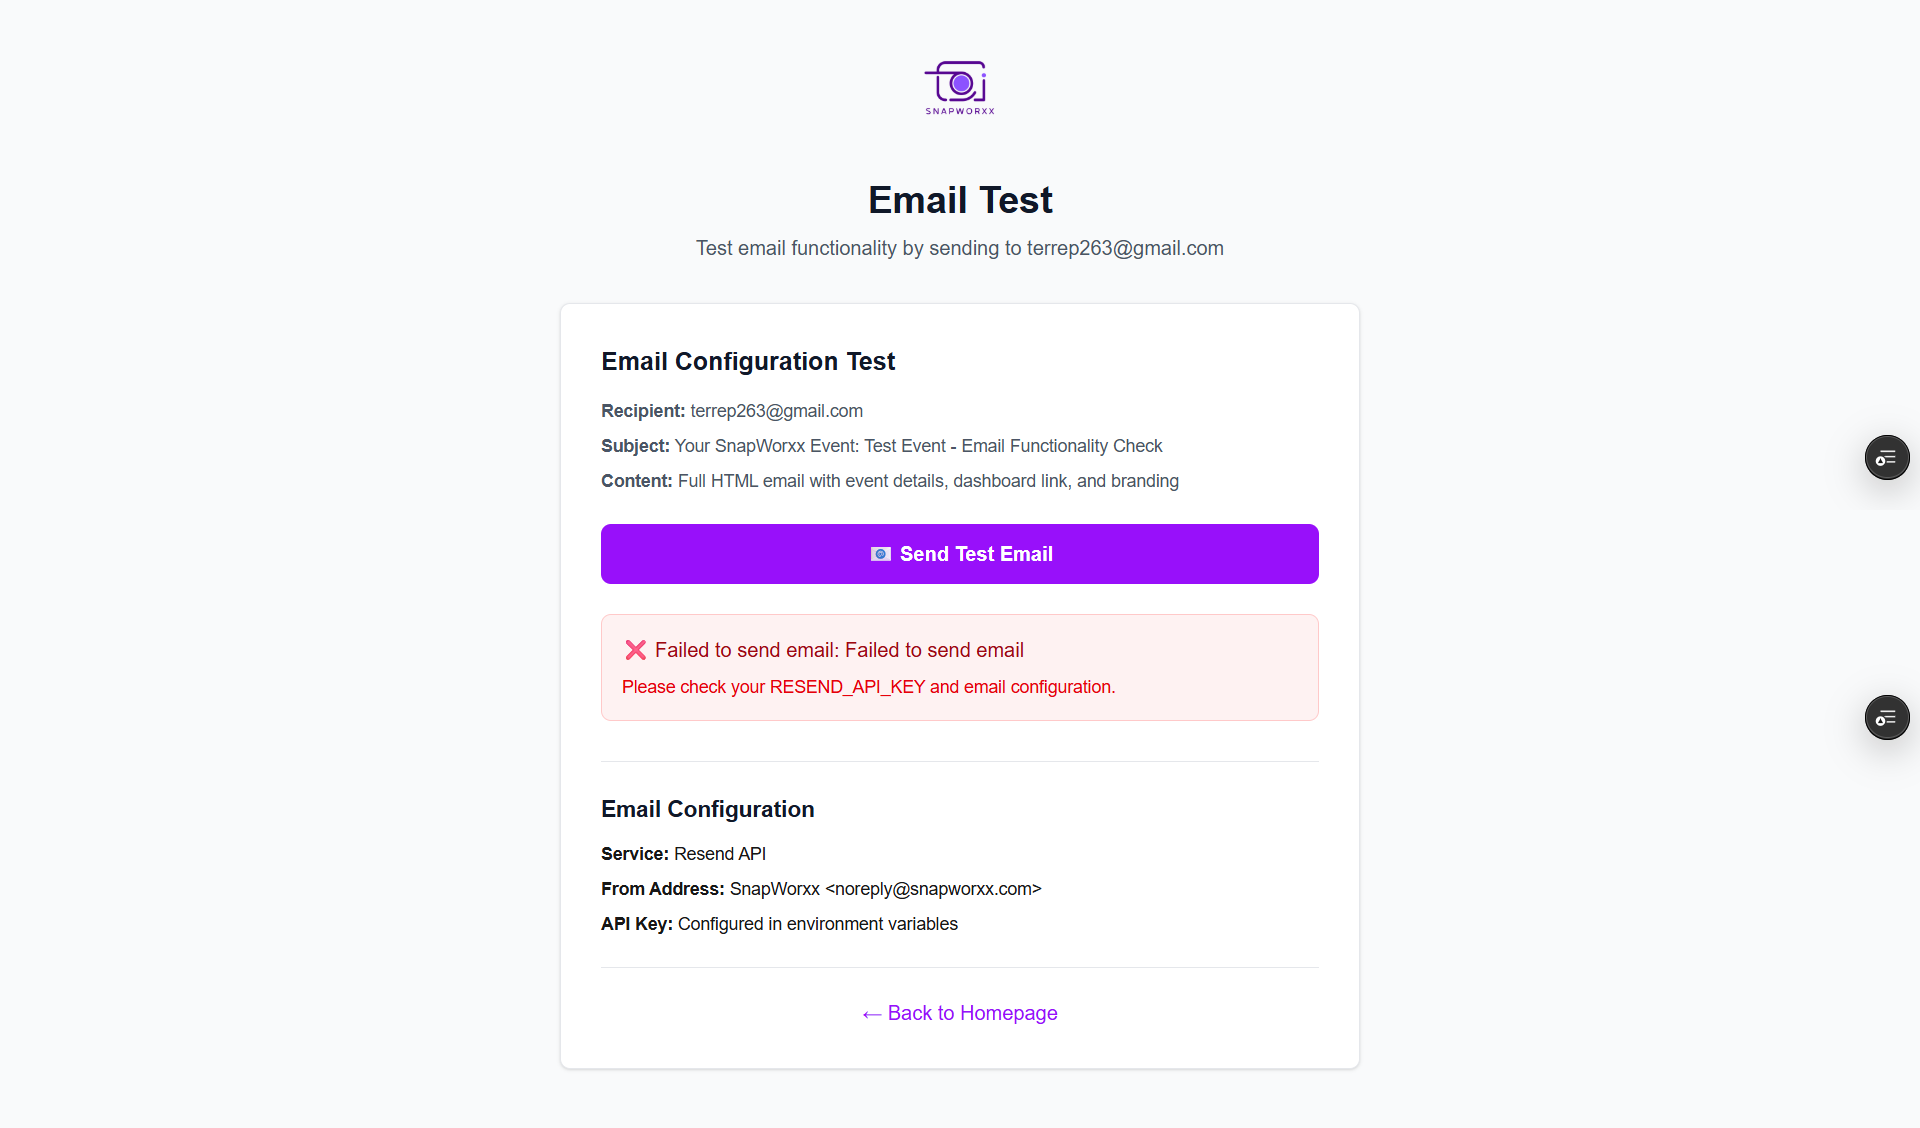 SNAPWORXX
Email Test
Test email functionality by sending to terrep263@gmail.com
Email Configuration Test
Recipient: terrep263@gmail.com
Subject: Your SnapWorxx Event: Test Event - Email Functionality Check
Content: Full HTML email with event details, dashboard link, and branding
📧 Send Test Email
❌ Failed to send email: Failed to send email
Please check your RESEND_API_KEY and email configuration.
Email Configuration
Service: Resend API
From Address: SnapWorxx <noreply@snapworxx.com>
API Key: Configured in environment variables
← Back to Homepage